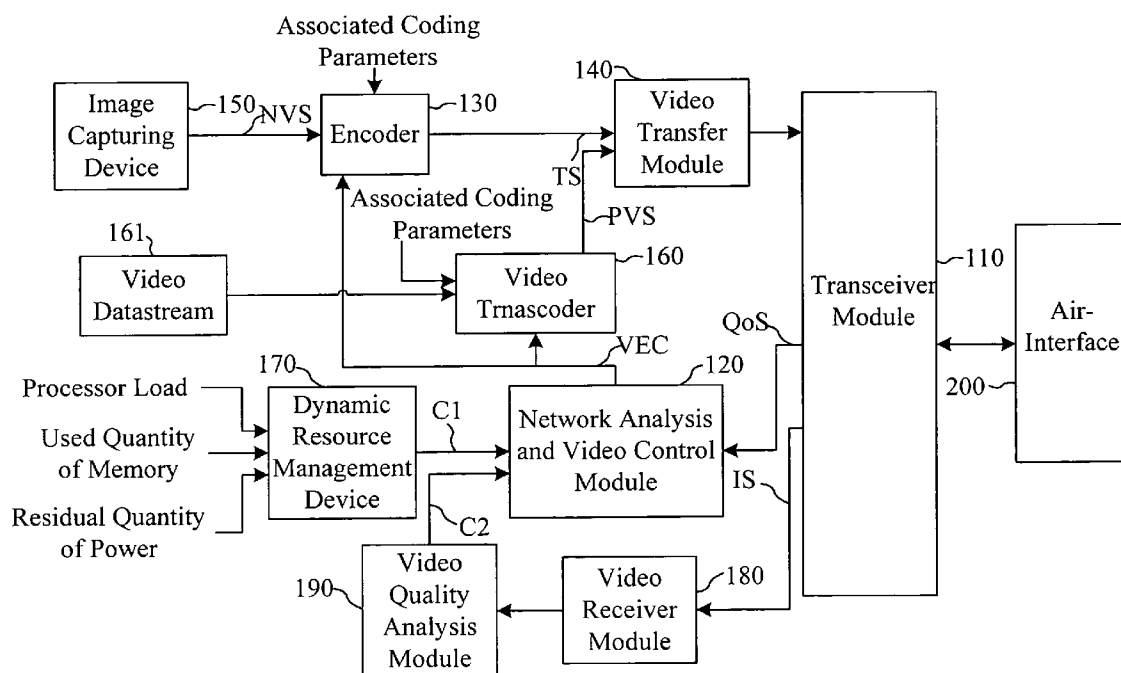 Associated Coding
Parameters
140
Image
Capturing
Device
150
NVS
Encoder
130
Video
Transfer
Module
TS
Associated Coding
Parameters
PVS
161
Video
Datastream
Video
Trnascoder
160
Transceiver
Module
110
Air-
Interface
200
QoS
VEC
Processor Load
Used Quantity
of Memory
Residual Quantity
of Power
170
Dynamic
Resource
Management
Device
C1
120
Network Analysis
and Video Control
Module
IS
C2
190
Video
Quality
Analysis
Module
Video
Receiver
Module
180